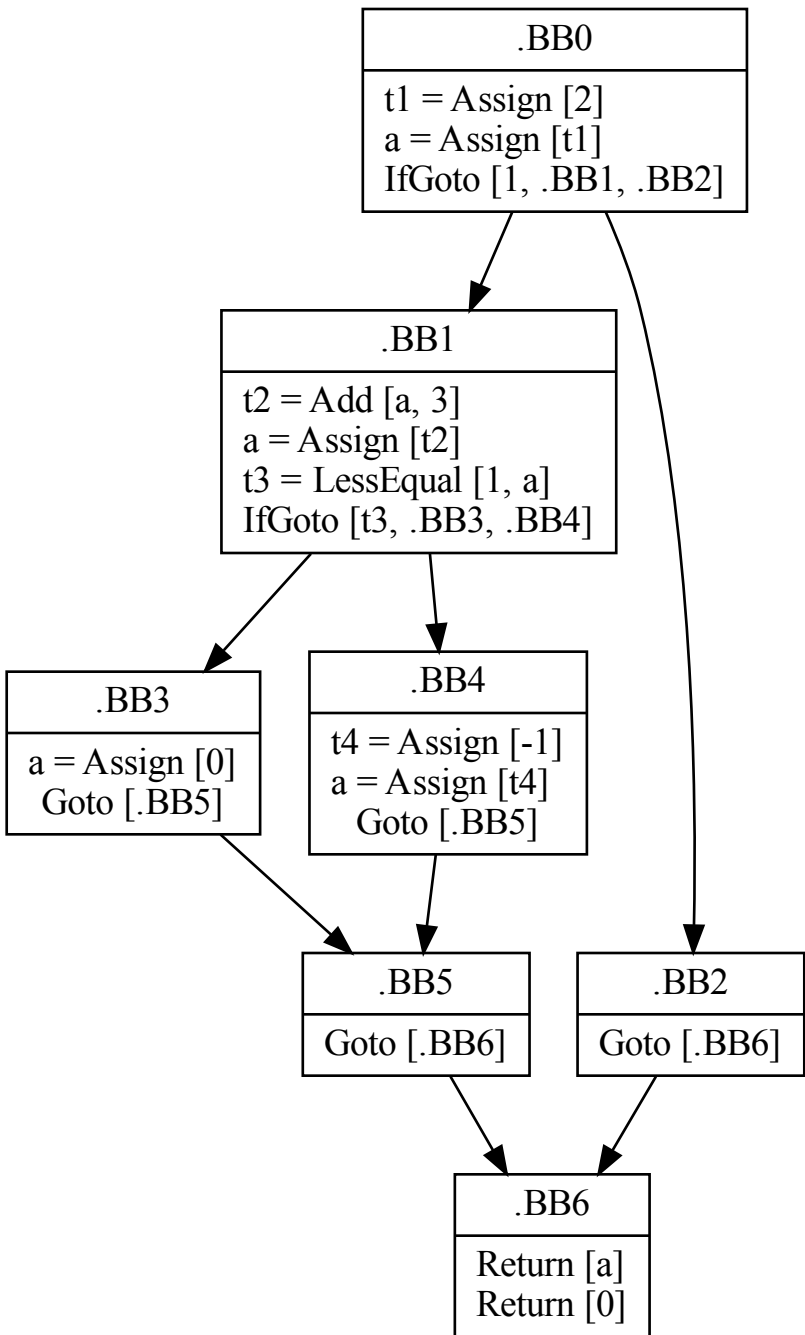 .BB0
t1 = Assign [2]
a = Assign [t1]
IfGoto [1, .BB1, .BB2]
.BB1
t2 = Add [a, 3]
a = Assign [t2]
t3 = LessEqual [1, a]
IfGoto [t3, .BB3, .BB4]
.BB3
a = Assign [0]
Goto [.BB5]
.BB4
t4 = Assign [-1]
a = Assign [t4]
Goto [.BB5]
.BB5
Goto [.BB6]
.BB2
Goto [.BB6]
.BB6
Return [a]
Return [0]